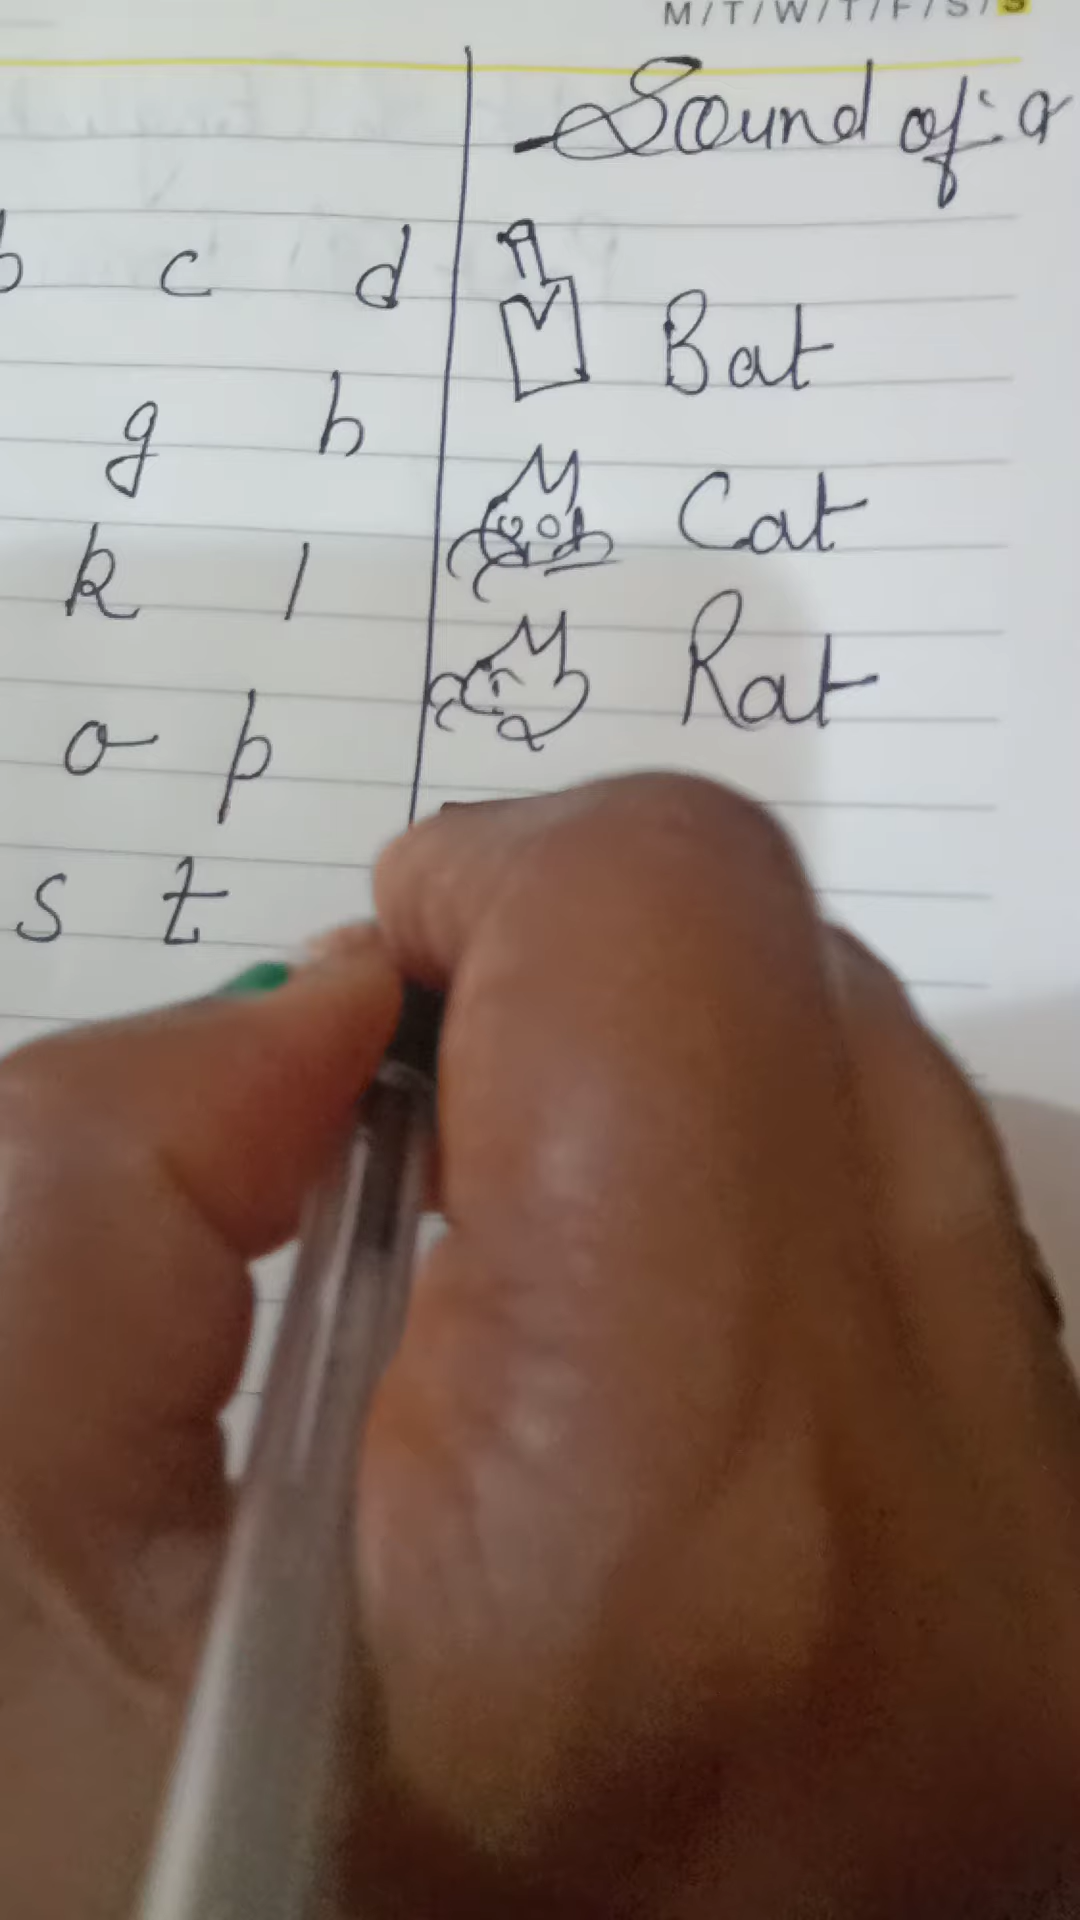 M/T/W/T/F/S/S
Sound of a
b c d
Bat
g h
Cat
k l
Rat
o p
s t